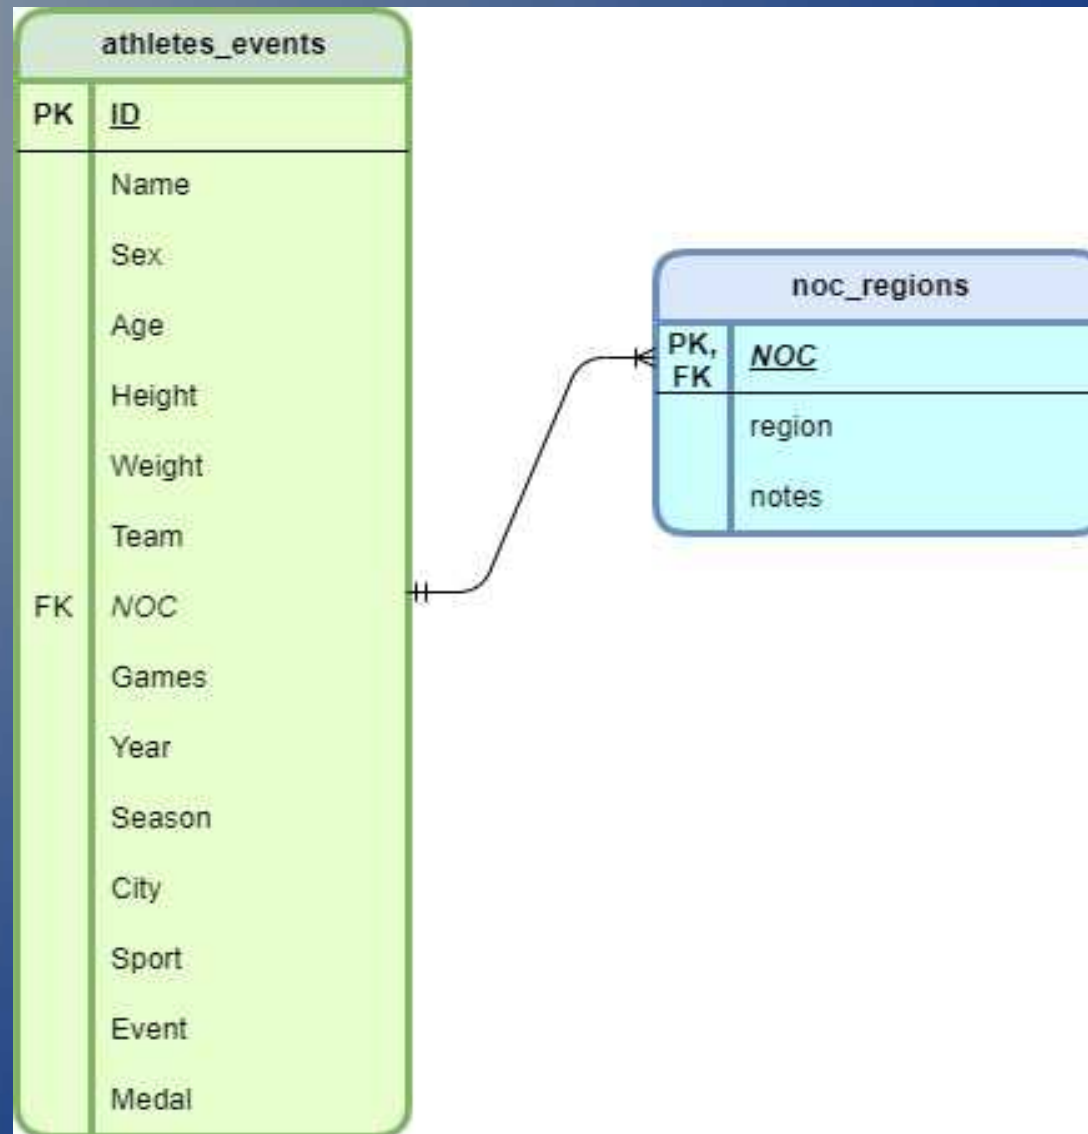 athletes_events
PK ID
Name
Sex
Age
Height
Weight
Team
FK NOC
Games
Year
Season
City
Sport
Event
Medal
noc_regions
PK,
FK NOC
region
notes